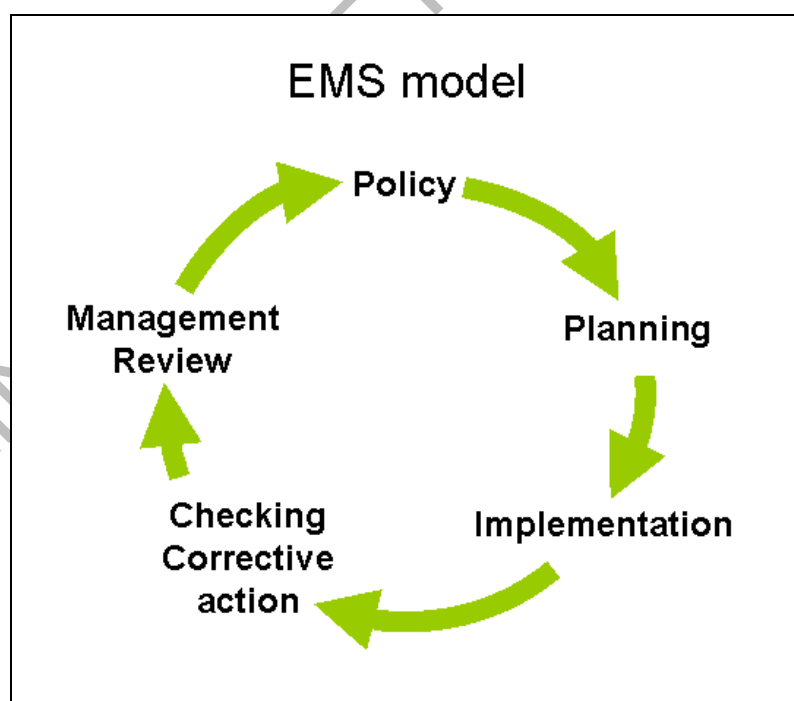 EMS model
Policy
Planning
Implementation
Checking
Corrective
action
Management
Review